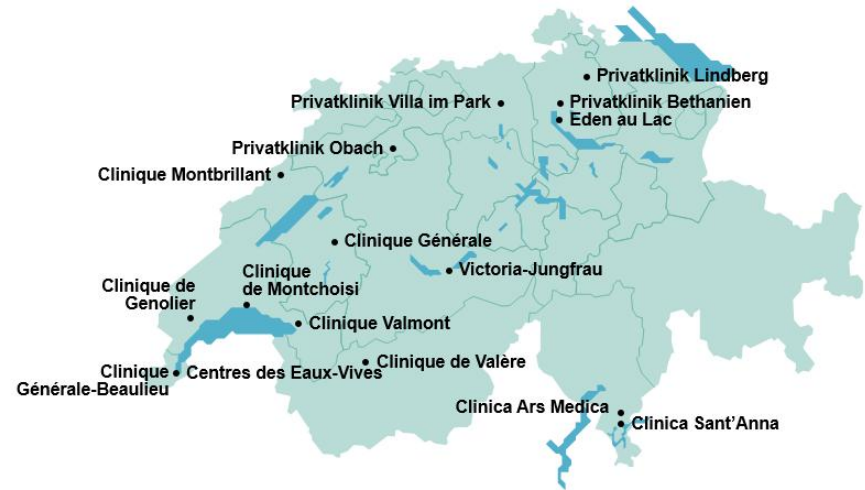 Privatklinik Lindberg
Privatklinik Villa im Park
Privatklinik Bethanien
Eden au Lac
Privatklinik Obach
Clinique Montbrillant
Clinique Générale
Clinique
de Montchoisi
Victoria-Jungfrau
Clinique de
Genolier
Clinique Valmont
Clinique de Valère
Clinique
Générale-Beaulieu
Centres des Eaux-Vives
Clinica Ars Medica
Clinica Sant’Anna